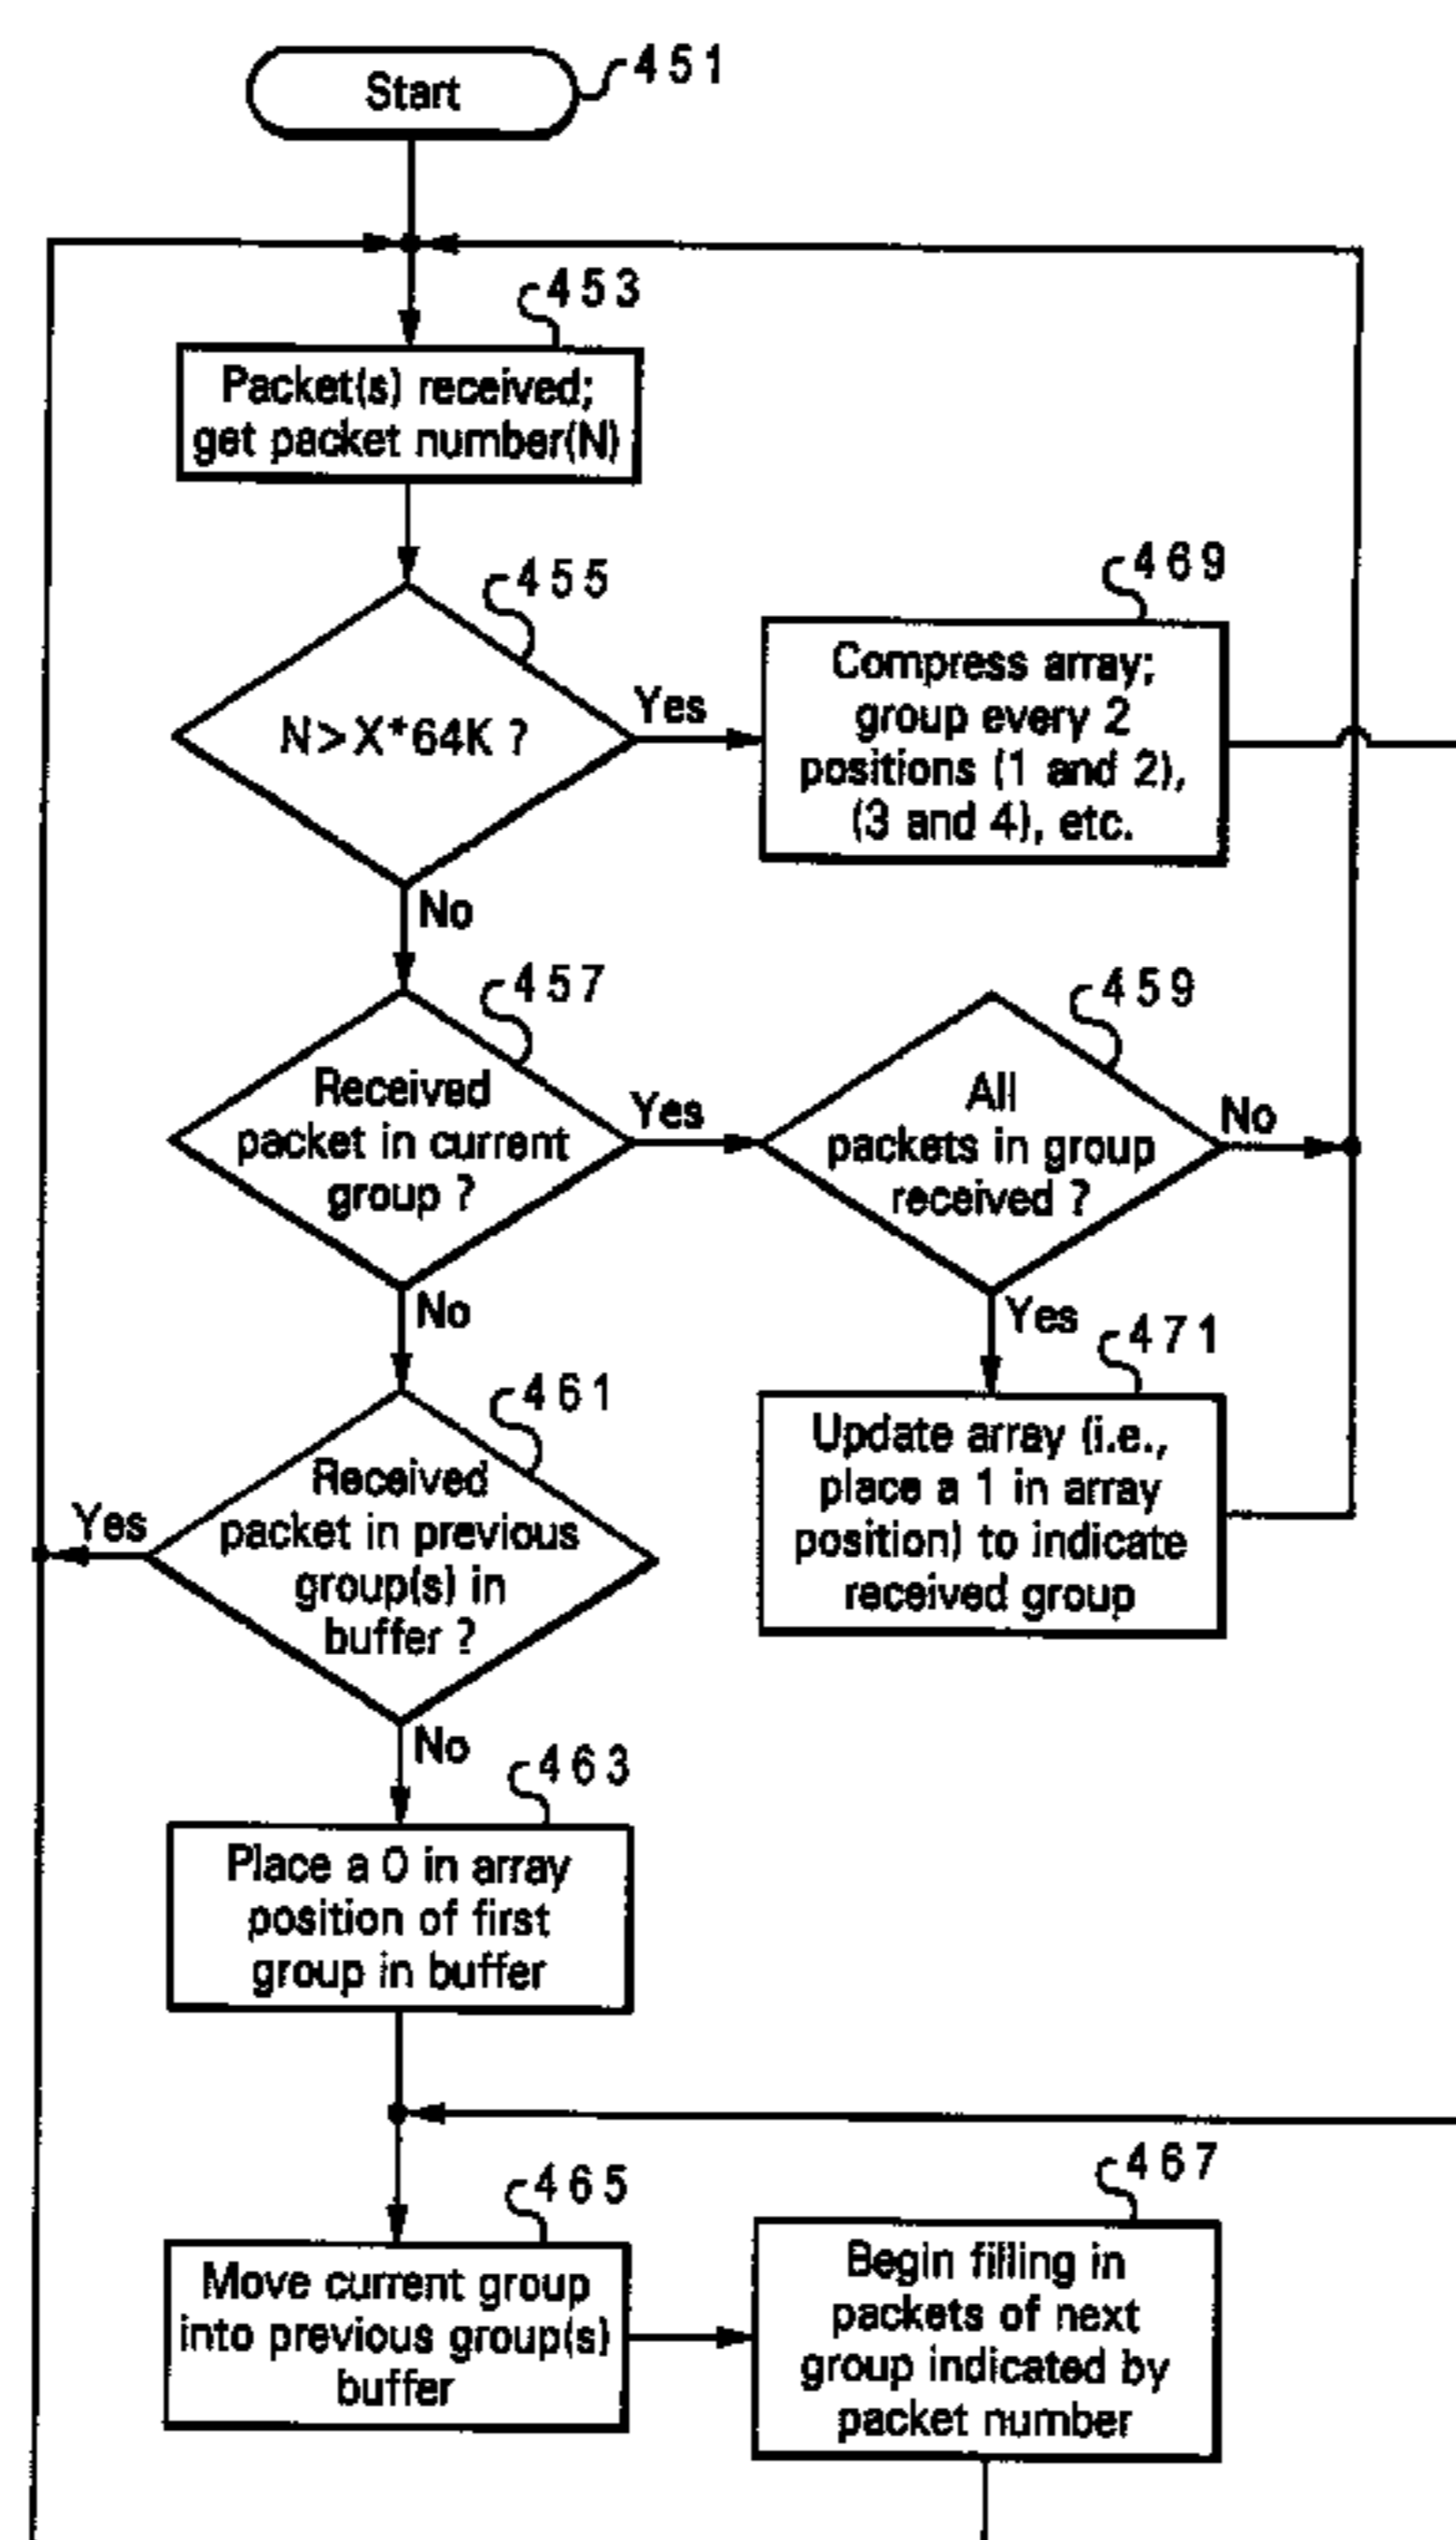 Start
451
453
Packet(s) received;
get packet number(N)
455
N>X*64K ?
Yes
No
469
Compress array;
group every 2
positions (1 and 2),
(3 and 4), etc.
457
Received
packet in current
group ?
Yes
No
459
All
packets in group
received ?
No
Yes
471
Update array (i.e.,
place a 1 in array
position) to indicate
received group
461
Received
packet in previous
group(s) in
buffer ?
Yes
No
463
Place a 0 in array
position of first
group in buffer
465
Move current group
into previous group(s)
buffer
467
Begin filling in
packets of next
group indicated by
packet number